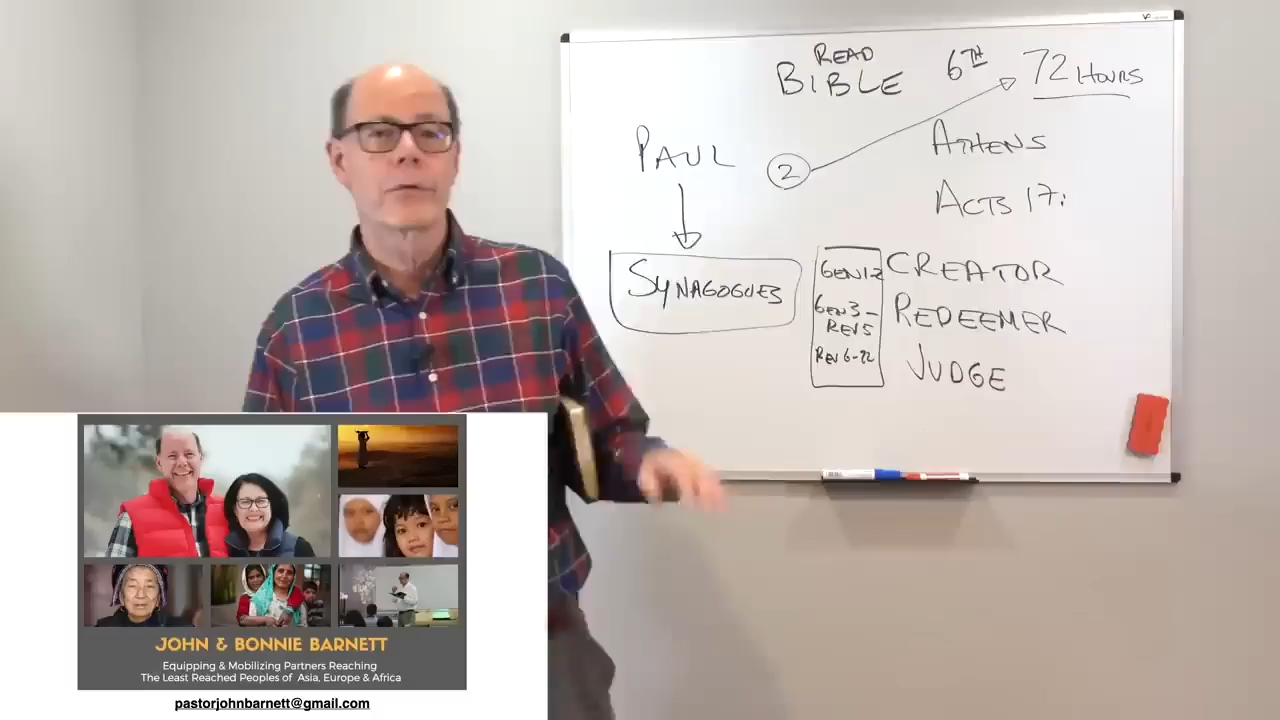 READ
BIBLE
6TH
72 HOURS
PAUL
2
ATHENS
ACTS 17:
SYNAGOGUES
GEN 1-2 CREATOR
GEN 3-
REV 5
REDEEMER
REV 6-22
JUDGE
JOHN & BONNIE BARNETT
Equipping & Mobilizing Partners Reaching
The Least Reached Peoples of Asia, Europe & Africa
pastorjohnbarnett@gmail.com